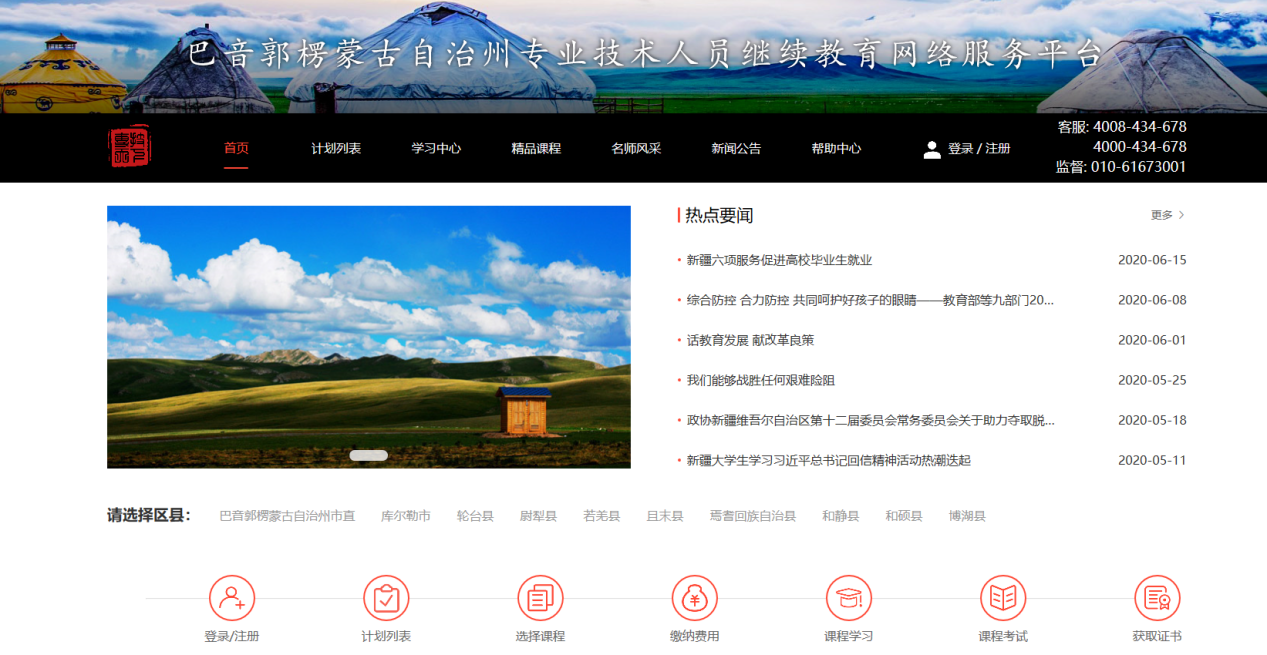 巴音郭楞蒙古自治州专业技术人员继续教育网络服务平台
客服: 4008-434-678
首页 计划列表 学习中心 精品课程 名师风采 新闻公告 帮助中心 登录 / 注册
4000-434-678
监督: 010-61673001
热点要闻 更多
新疆六项服务促进高校毕业生就业 2020-06-15
综合防控 合力防控 共同呵护好孩子的眼睛——教育部等九部门20... 2020-06-08
话教育发展 献改革良策 2020-06-01
我们能够战胜任何艰难险阻 2020-05-25
政协新疆维吾尔自治区第十二届委员会常务委员会关于助力夺取脱... 2020-05-18
新疆大学生学习习近平总书记回信精神活动热潮迭起 2020-05-11
请选择区县： 巴音郭楞蒙古自治州市直 库尔勒市 轮台县 尉犁县 若羌县 且末县 焉耆回族自治县 和静县 和硕县 博湖县
登录/注册 计划列表 选择课程 缴纳费用 课程学习 课程考试 获取证书